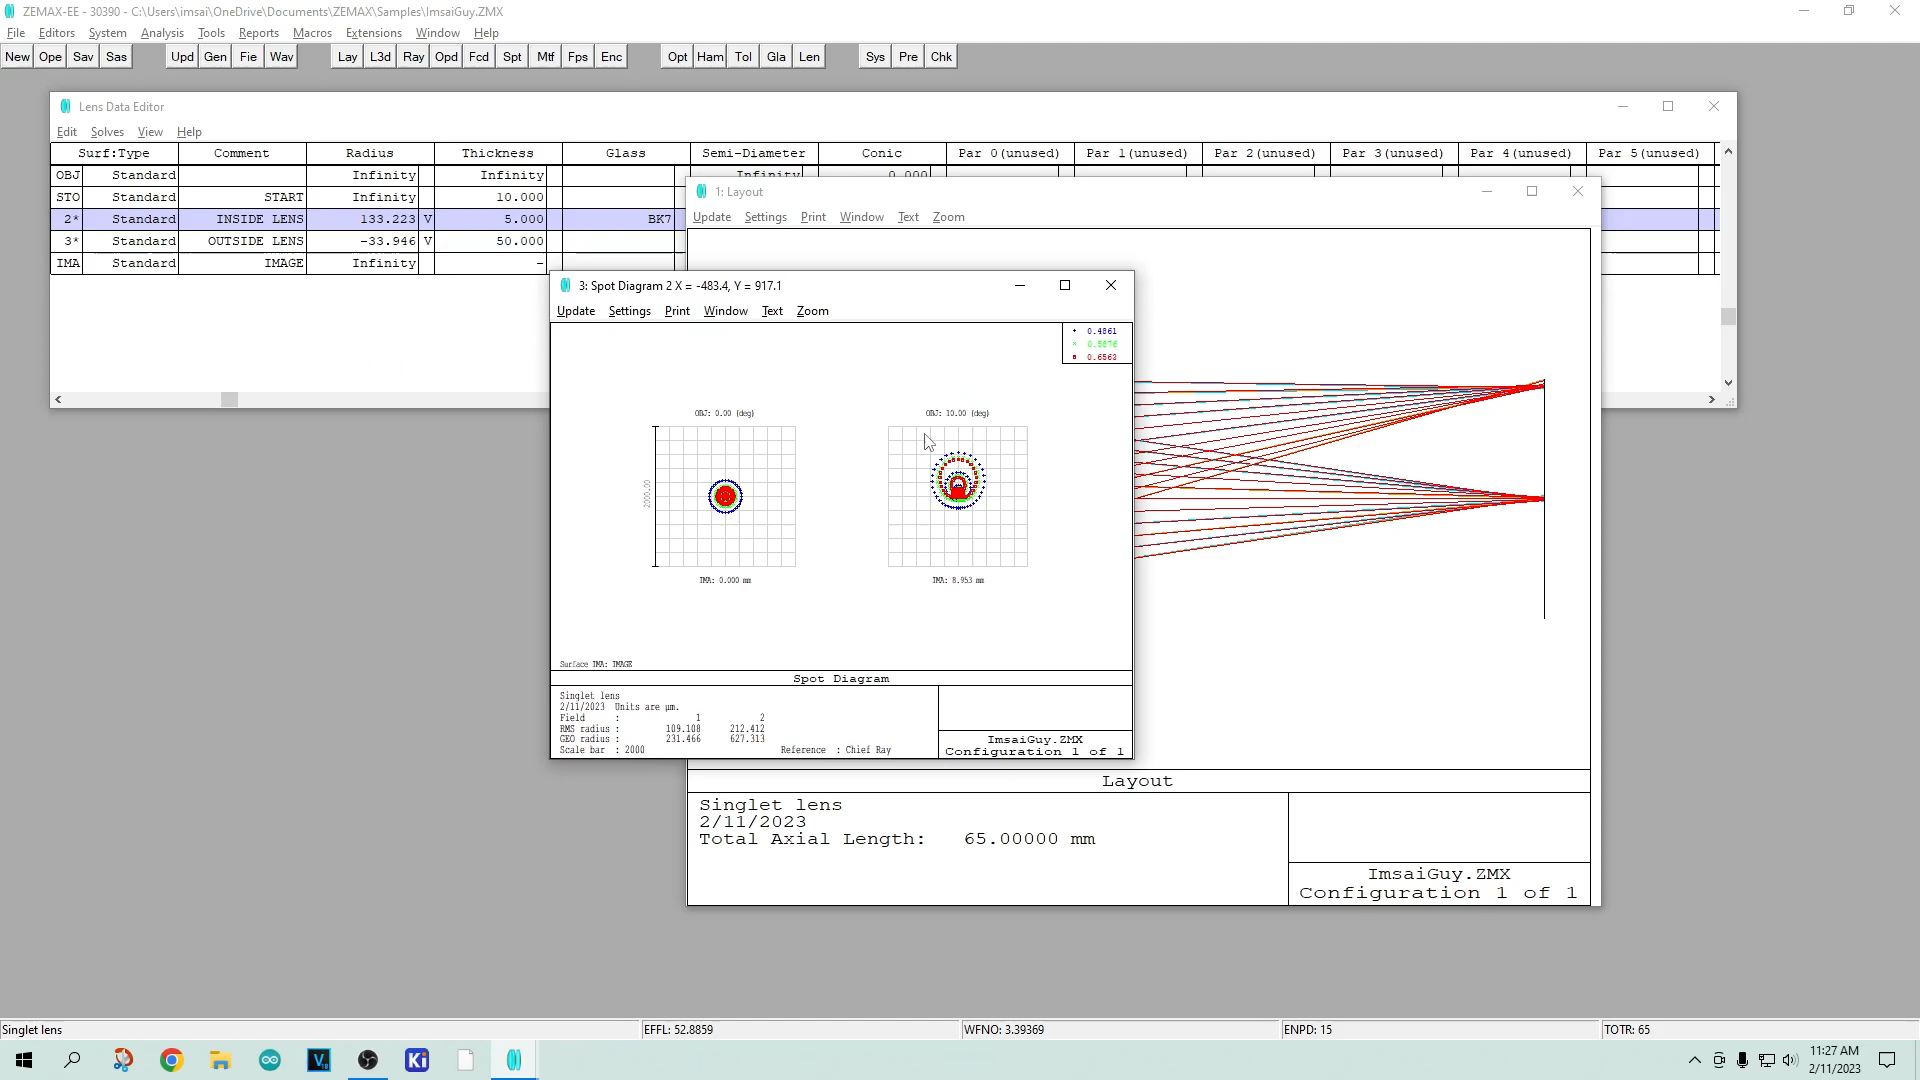 ZEMAX-EE - 30390 - C:\Users\imsai\OneDrive\Documents\ZEMAX\Samples\ImsaiGuy.ZMX
File Editors System Analysis Tools Reports Macros Extensions Window Help
New Ope Sav Sas Upd Gen Fie Wav Lay L3d Ray Opd Fcd Spt Mtf Fps Enc Opt Ham Tol Gla Len Sys Pre Chk
Lens Data Editor
Edit Solves View Help
Surf:Type Comment Radius Thickness Glass Semi-Diameter Conic Par 0(unused) Par 1(unused) Par 2(unused) Par 3(unused) Par 4(unused) Par 5(unused)
OBJ Standard Infinity Infinity Infinity 0.000
STO Standard START Infinity 10.000
2* Standard INSIDE LENS 133.223 V 5.000 BK7
3* Standard OUTSIDE LENS -33.946 V 50.000
IMA Standard IMAGE Infinity -
1: Layout
Update Settings Print Window Text Zoom
3: Spot Diagram 2 X = -483.4, Y = 917.1
Update Settings Print Window Text Zoom
0.4861
0.5876
0.6563
OBJ: 0.00 (deg) OBJ: 10.00 (deg)
2000.00
IMA: 0.000 mm IMA: 8.953 mm
Surface IMA: IMAGE
Spot Diagram
Singlet lens
2/11/2023 Units are µm.
Field : 1 2
RMS radius : 109.108 212.412
GEO radius : 231.466 627.313
Scale bar : 2000 Reference : Chief Ray
ImsaiGuy.ZMX
Configuration 1 of 1
Layout
Singlet lens
2/11/2023
Total Axial Length: 65.00000 mm
ImsaiGuy.ZMX
Configuration 1 of 1
Singlet lens EFFL: 52.8859 WFNO: 3.39369 ENPD: 15 TOTR: 65
Ki
11:27 AM
2/11/2023